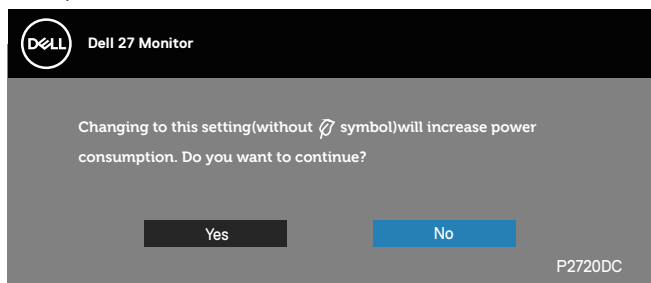 DELL
Dell 27 Monitor
Changing to this setting(without symbol)will increase power
consumption. Do you want to continue?
Yes
No
P2720DC